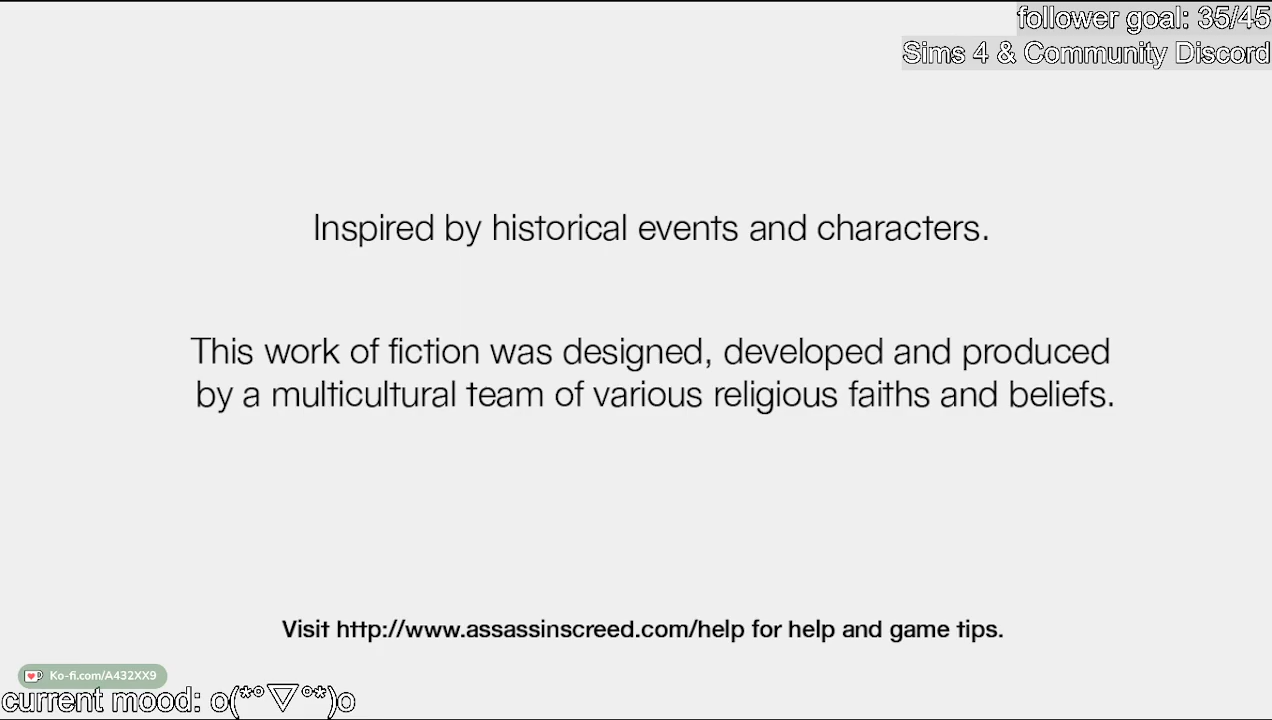 follower goal: 35/45
Sims 4 & Community Discord
Inspired by historical events and characters.
This work of fiction was designed, developed and produced
by a multicultural team of various religious faiths and beliefs.
Visit http://www.assassinscreed.com/help for help and game tips.
Ko-fi.com/A432XX9
current mood: o(*°▽°*)o